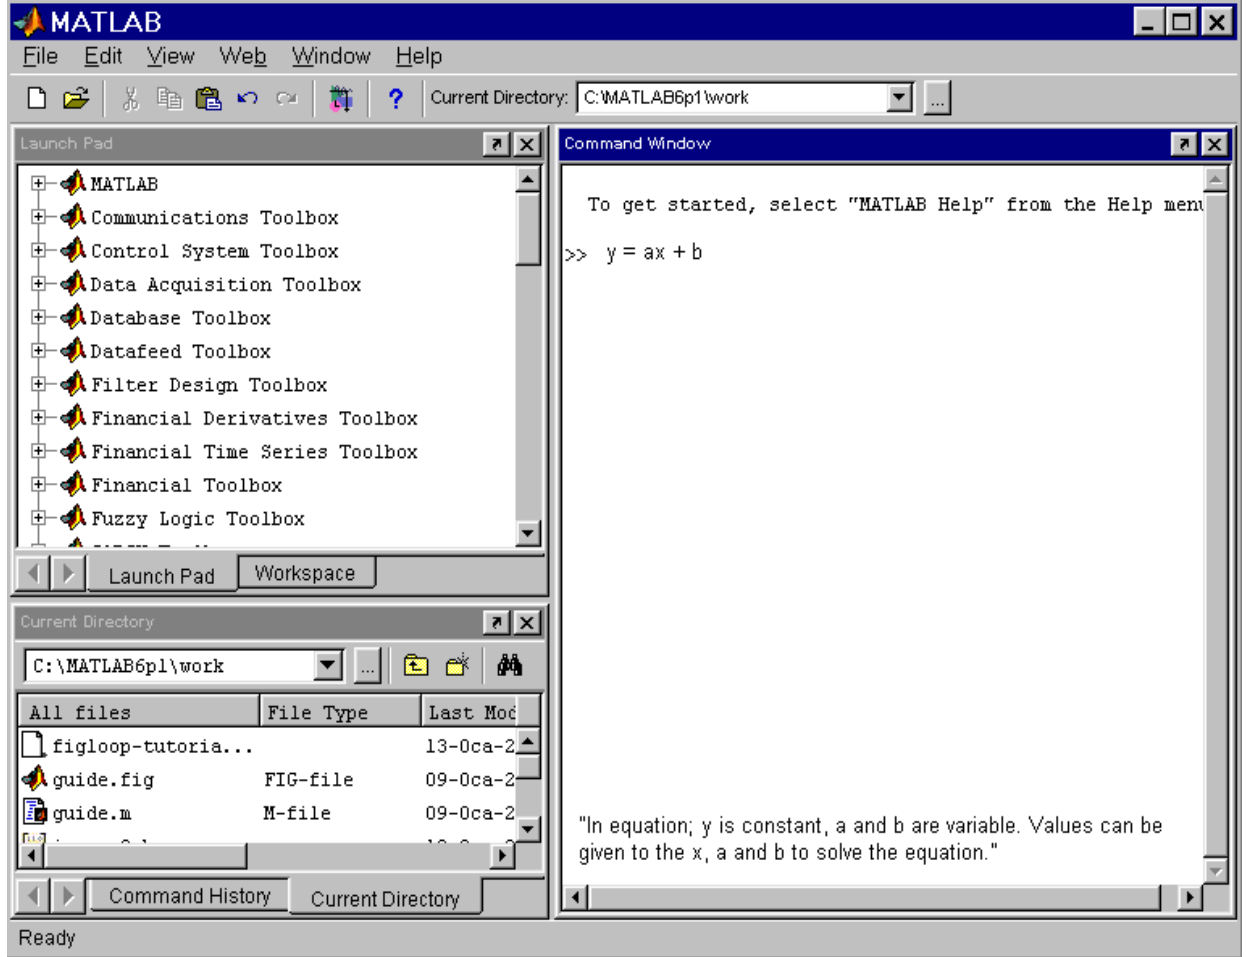 MATLAB
File Edit View Web Window Help
? Current Directory: C:\MATLAB6p1\work ...
Launch Pad
MATLAB
Communications Toolbox
Control System Toolbox
Data Acquisition Toolbox
Database Toolbox
Datafeed Toolbox
Filter Design Toolbox
Financial Derivatives Toolbox
Financial Time Series Toolbox
Financial Toolbox
Fuzzy Logic Toolbox
Launch Pad Workspace
Current Directory
C:\MATLAB6p1\work ...
All files File Type Last Mod
figloop-tutoria... 13-Oca-2
guide.fig FIG-file 09-Oca-2
guide.m M-file 09-Oca-2
Command History Current Directory
Command Window
To get started, select "MATLAB Help" from the Help menu
>> y = ax + b
"In equation; y is constant, a and b are variable. Values can be
given to the x, a and b to solve the equation."
Ready